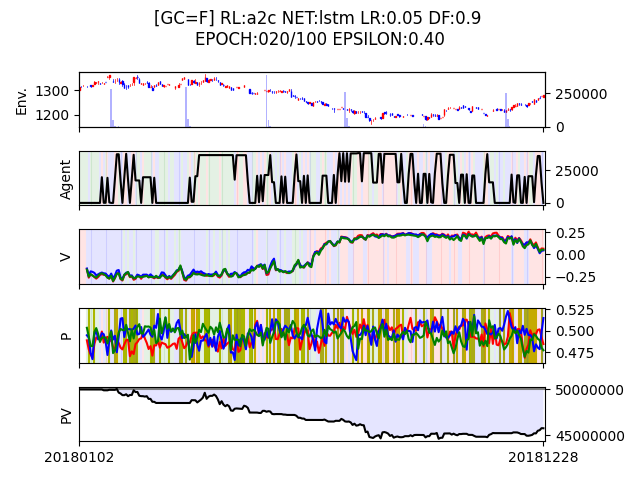 [GC=F] RL:a2c NET:lstm LR:0.05 DF:0.9
EPOCH:020/100 EPSILON:0.40
Env.
1300
1200
250000
0
Agent
25000
0
V
0.25
0.00
−0.25
P
0.525
0.500
0.475
PV
50000000
45000000
20180102
20181228